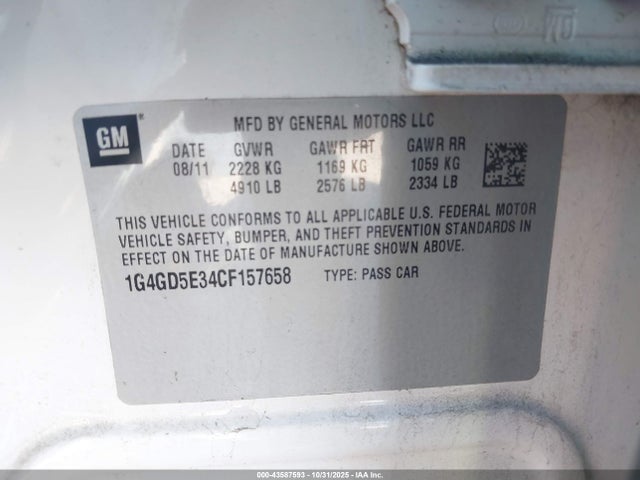 GM
®
MFD BY GENERAL MOTORS LLC
DATE GVWR GAWR FRT GAWR RR
08/11 2228 KG 1169 KG 1059 KG
4910 LB 2576 LB 2334 LB
THIS VEHICLE CONFORMS TO ALL APPLICABLE U.S. FEDERAL MOTOR
VEHICLE SAFETY, BUMPER, AND THEFT PREVENTION STANDARDS IN
EFFECT ON THE DATE OF MANUFACTURE SHOWN ABOVE.
1G4GD5E34CF157658 TYPE: PASS CAR
000-43587593 - 10/31/2025 - IAA, Inc.